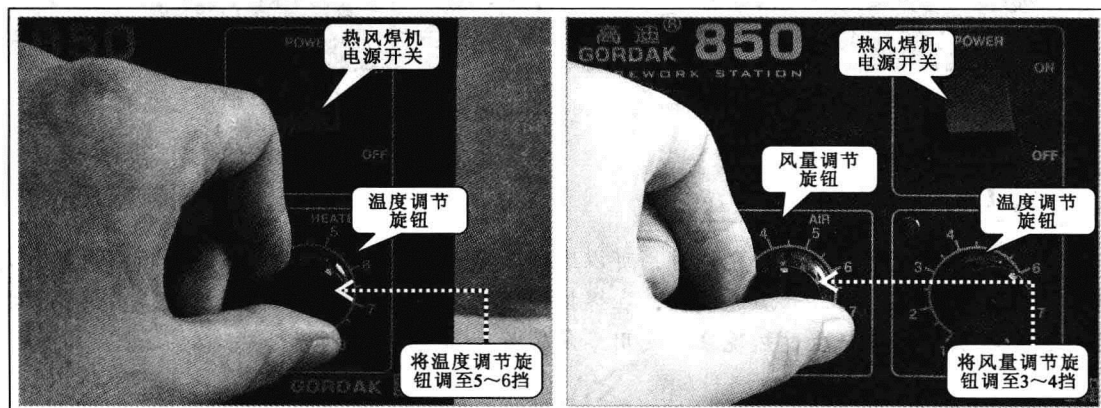 850
POWER
热风焊机
电源开关
OFF
温度调节
旋钮
HEATER
5
6
7
8
将温度调节旋
钮调至5~6挡
GORDAK
高迪®
GORDAK 850
REWORK STATION
热风焊机
电源开关
POWER
ON
OFF
风量调节
旋钮
温度调节
旋钮
AIR
4
5
6
7
3
4
6
2
7
1
将风量调节旋
钮调至3~4挡